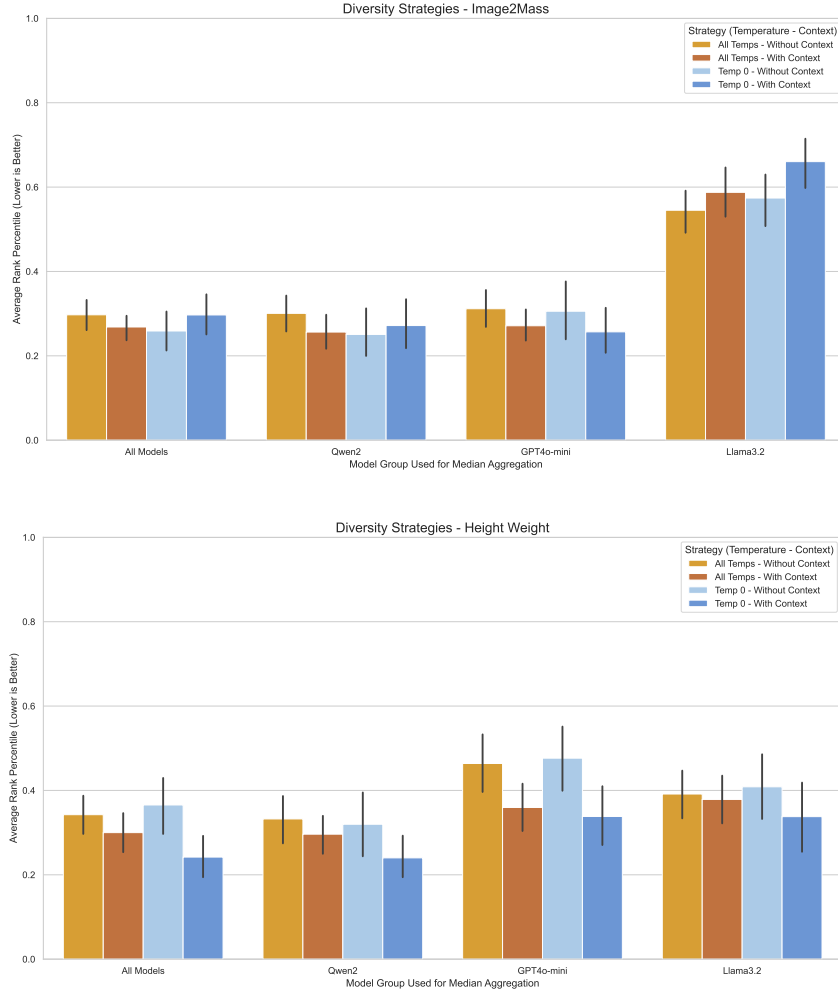 Diversity Strategies - Image2Mass
Average Rank Percentile (Lower is Better)
1.0
0.8
0.6
0.4
0.2
0.0
Strategy (Temperature - Context)
All Temps - Without Context
All Temps - With Context
Temp 0 - Without Context
Temp 0 - With Context
All Models
Qwen2
GPT4o-mini
Llama3.2
Model Group Used for Median Aggregation
Diversity Strategies - Height Weight
Average Rank Percentile (Lower is Better)
1.0
0.8
0.6
0.4
0.2
0.0
Strategy (Temperature - Context)
All Temps - Without Context
All Temps - With Context
Temp 0 - Without Context
Temp 0 - With Context
All Models
Qwen2
GPT4o-mini
Llama3.2
Model Group Used for Median Aggregation